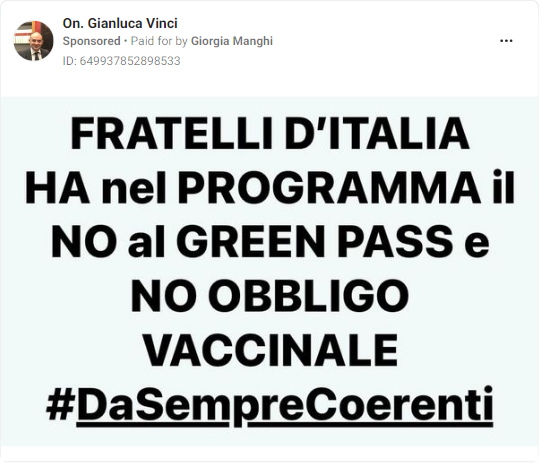 On. Gianluca Vinci
Sponsored • Paid for by Giorgia Manghi
ID: 649937852898533
FRATELLI D'ITALIA
HA nel PROGRAMMA il
NO al GREEN PASS e
NO OBBLIGO
VACCINALE
#DaSempreCoerenti